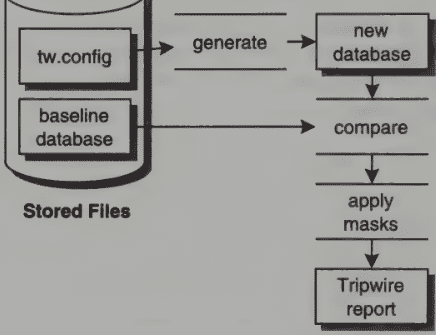 tw.config
generate
new
database
baseline
database
compare
Stored Files
apply
masks
Tripwire
report